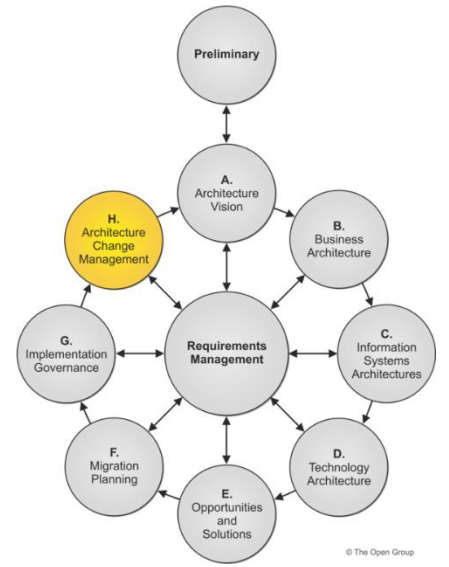 Preliminary
A.
Architecture
Vision
H.
Architecture
Change
Management
B.
Business
Architecture
G.
Implementation
Governance
Requirements
Management
C.
Information
Systems
Architectures
F.
Migration
Planning
D.
Technology
Architecture
E.
Opportunities
and
Solutions
© The Open Group